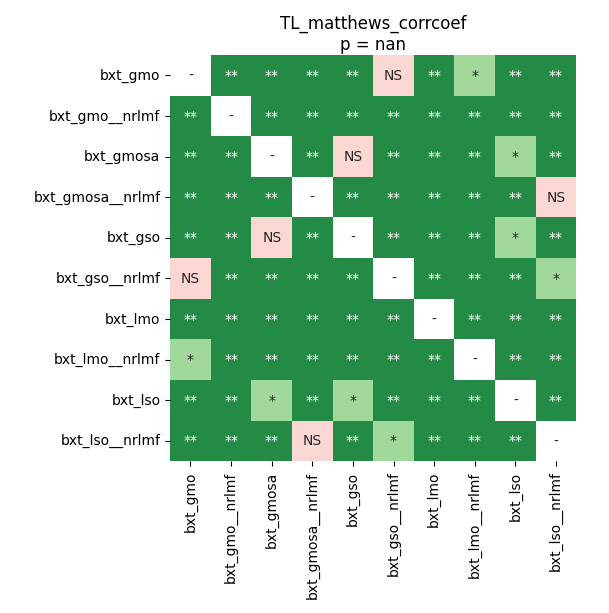 TL_matthews_corrcoef
p = nan
bxt_gmo - ** ** ** ** NS ** * ** **
bxt_gmo__nrlmf ** - ** ** ** ** ** ** ** **
bxt_gmosa ** ** - ** NS ** ** ** * **
bxt_gmosa__nrlmf ** ** ** - ** ** ** ** ** NS
bxt_gso ** ** NS ** - ** ** ** * **
bxt_gso__nrlmf NS ** ** ** ** - ** ** ** *
bxt_lmo ** ** ** ** ** ** - ** ** **
bxt_lmo__nrlmf * ** ** ** ** ** ** - ** **
bxt_lso ** ** * ** * ** ** ** - **
bxt_lso__nrlmf ** ** ** NS ** * ** ** ** -
bxt_gmo
bxt_gmo__nrlmf
bxt_gmosa
bxt_gmosa__nrlmf
bxt_gso
bxt_gso__nrlmf
bxt_lmo
bxt_lmo__nrlmf
bxt_lso
bxt_lso__nrlmf